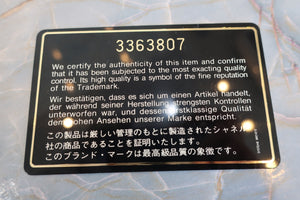 3363807
We certify the authenticity of this item and confirm
that it has been subjected to the most exacting quality
control. Its high quality is a symbol of the fine reputation
of the Trademark.
Wir bestätigen, dass es sich um einen Artikel handelt,
der während seiner Herstellung strengsten Kontrollen
unterworfen war, und dessen erstklassige Qualität
dem hohen Ansehen unserer Marke entspricht.
この製品は厳しい管理のもとに製造されたシャネル
社の商品であることを証明いたします。
このブランド・マークは最高級品質の象徴です。